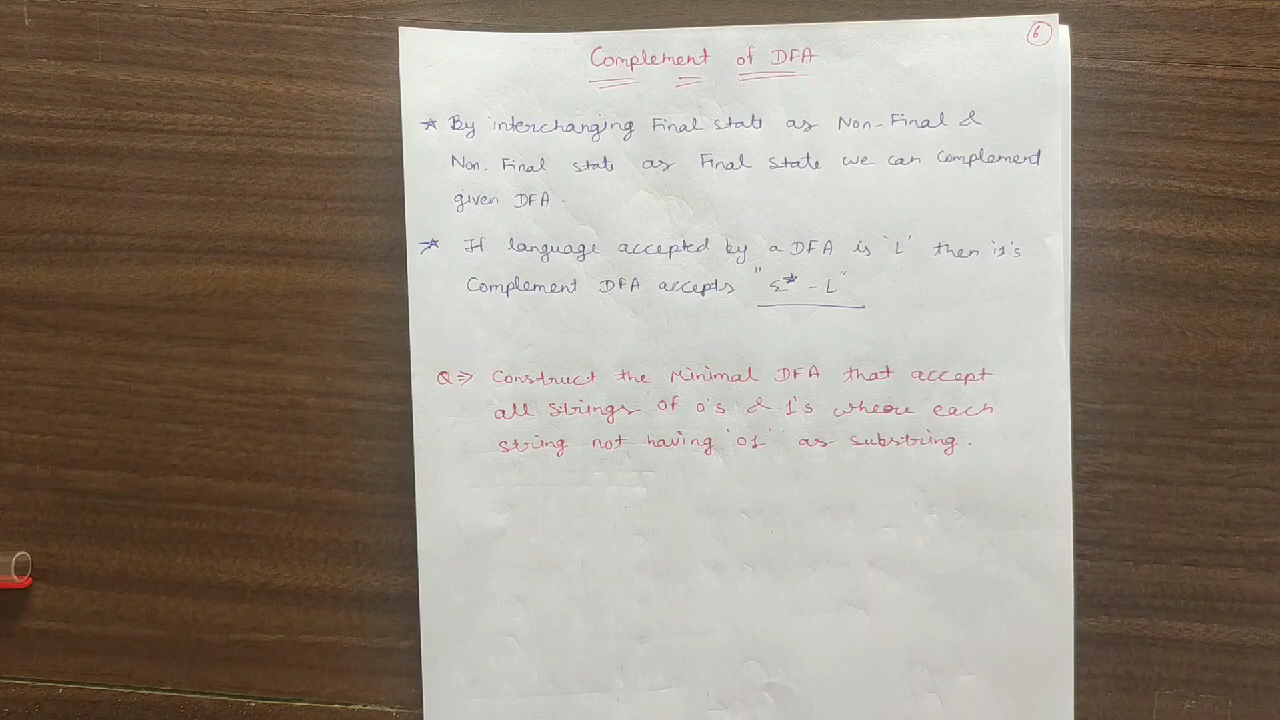 6
Complement of DFA
* By interchanging Final state as Non-Final &
Non. Final state as Final state we can complement
given DFA.
* If language accepted by a DFA is 'L' then it's
Complement DFA accepts "Σ* - L"
Q⇒ Construct the Minimal DFA that accept
all strings of 0's & 1's where each
string not having '01' as substring.